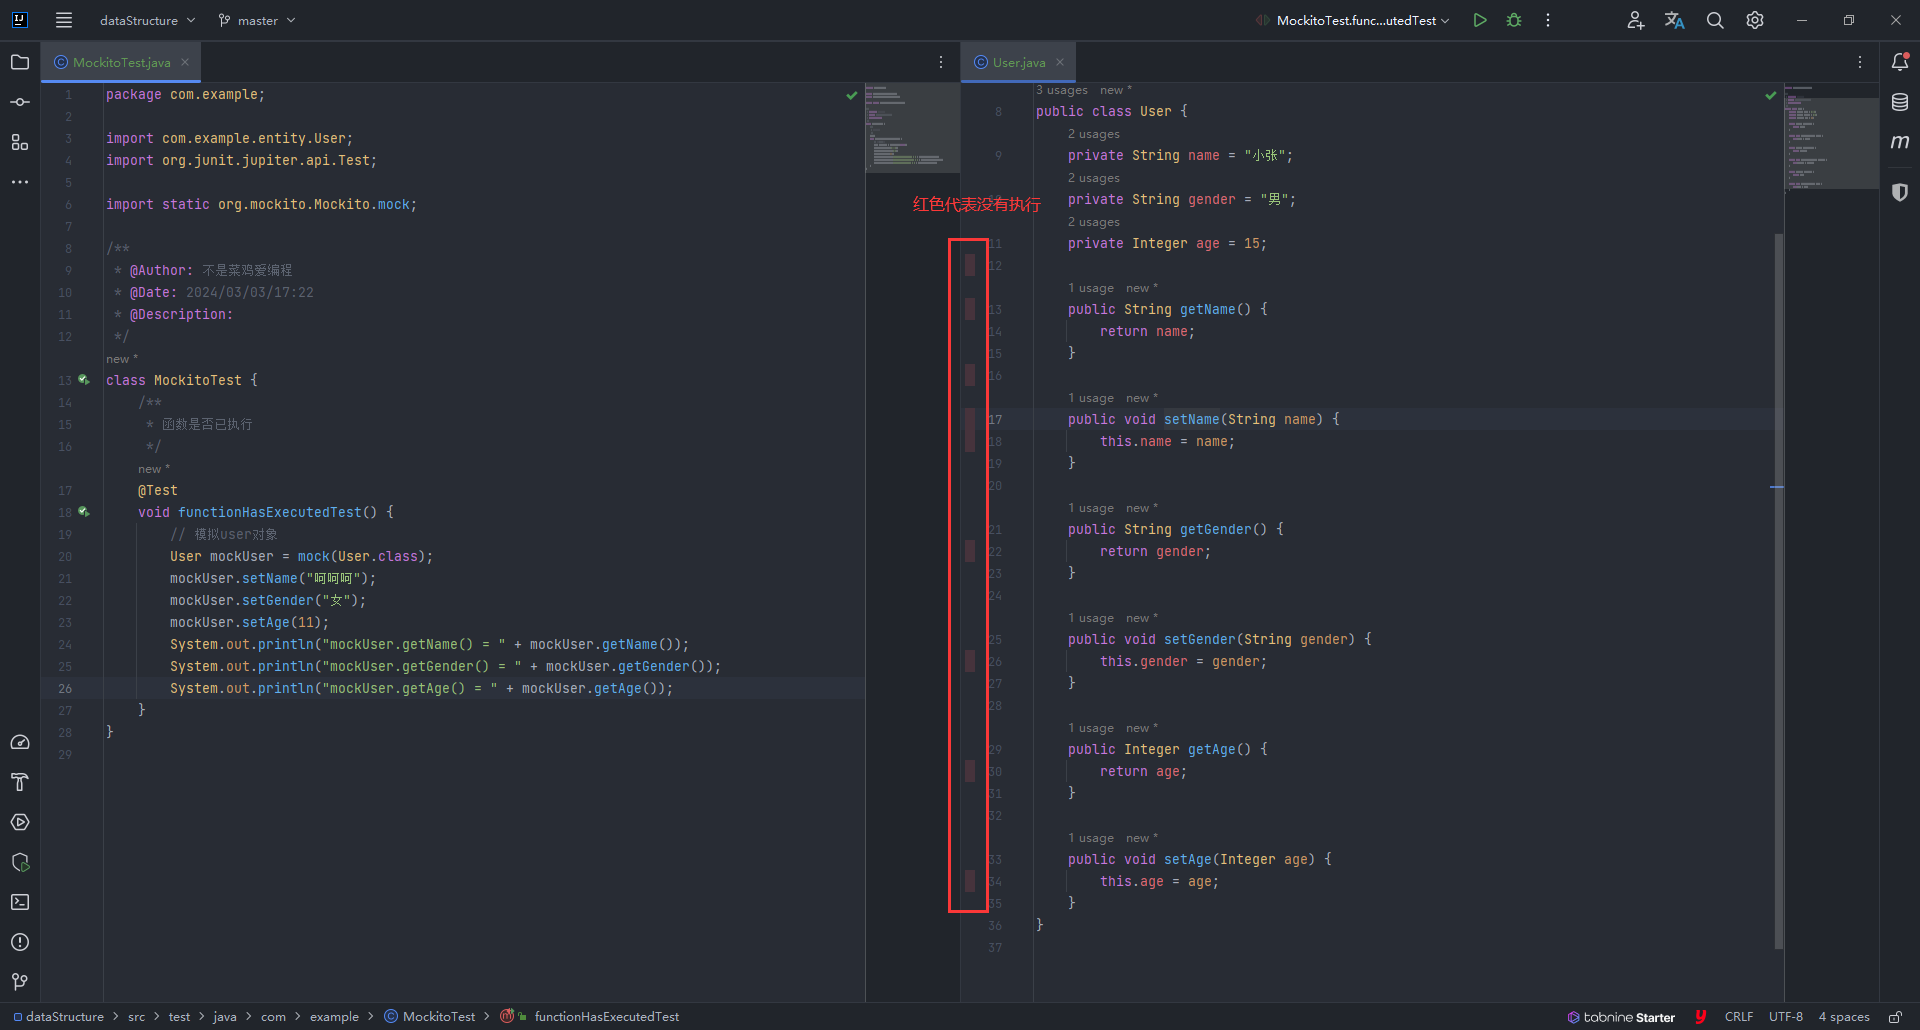 dataStructure
master
MockitoTest.func...utedTest
MockitoTest.java
User.java
1 package com.example;
2
3 import com.example.entity.User;
4 import org.junit.jupiter.api.Test;
5
6 import static org.mockito.Mockito.mock;
7
8 /**
9 * @Author: 不是菜鸡爱编程
10 * @Date: 2024/03/03/17:22
11 * @Description:
12 */
new *
13 class MockitoTest {
14 /**
15 * 函数是否已执行
16 */
new *
17 @Test
18 void functionHasExecutedTest() {
19 // 模拟user对象
20 User mockUser = mock(User.class);
21 mockUser.setName("呵呵呵");
22 mockUser.setGender("女");
23 mockUser.setAge(11);
24 System.out.println("mockUser.getName() = " + mockUser.getName());
25 System.out.println("mockUser.getGender() = " + mockUser.getGender());
26 System.out.println("mockUser.getAge() = " + mockUser.getAge());
27 }
28 }
29
红色代表没有执行
3 usages new *
8 public class User {
2 usages
9 private String name = "小张";
2 usages
private String gender = "男";
2 usages
11 private Integer age = 15;
12
1 usage new *
13 public String getName() {
14 return name;
15 }
16
1 usage new *
17 public void setName(String name) {
18 this.name = name;
19 }
20
1 usage new *
21 public String getGender() {
22 return gender;
23 }
24
1 usage new *
25 public void setGender(String gender) {
26 this.gender = gender;
27 }
28
1 usage new *
29 public Integer getAge() {
30 return age;
31 }
32
1 usage new *
33 public void setAge(Integer age) {
34 this.age = age;
35 }
36 }
37
dataStructure > src > test > java > com > example > MockitoTest > functionHasExecutedTest
tabnine Starter
CRLF
UTF-8
4 spaces